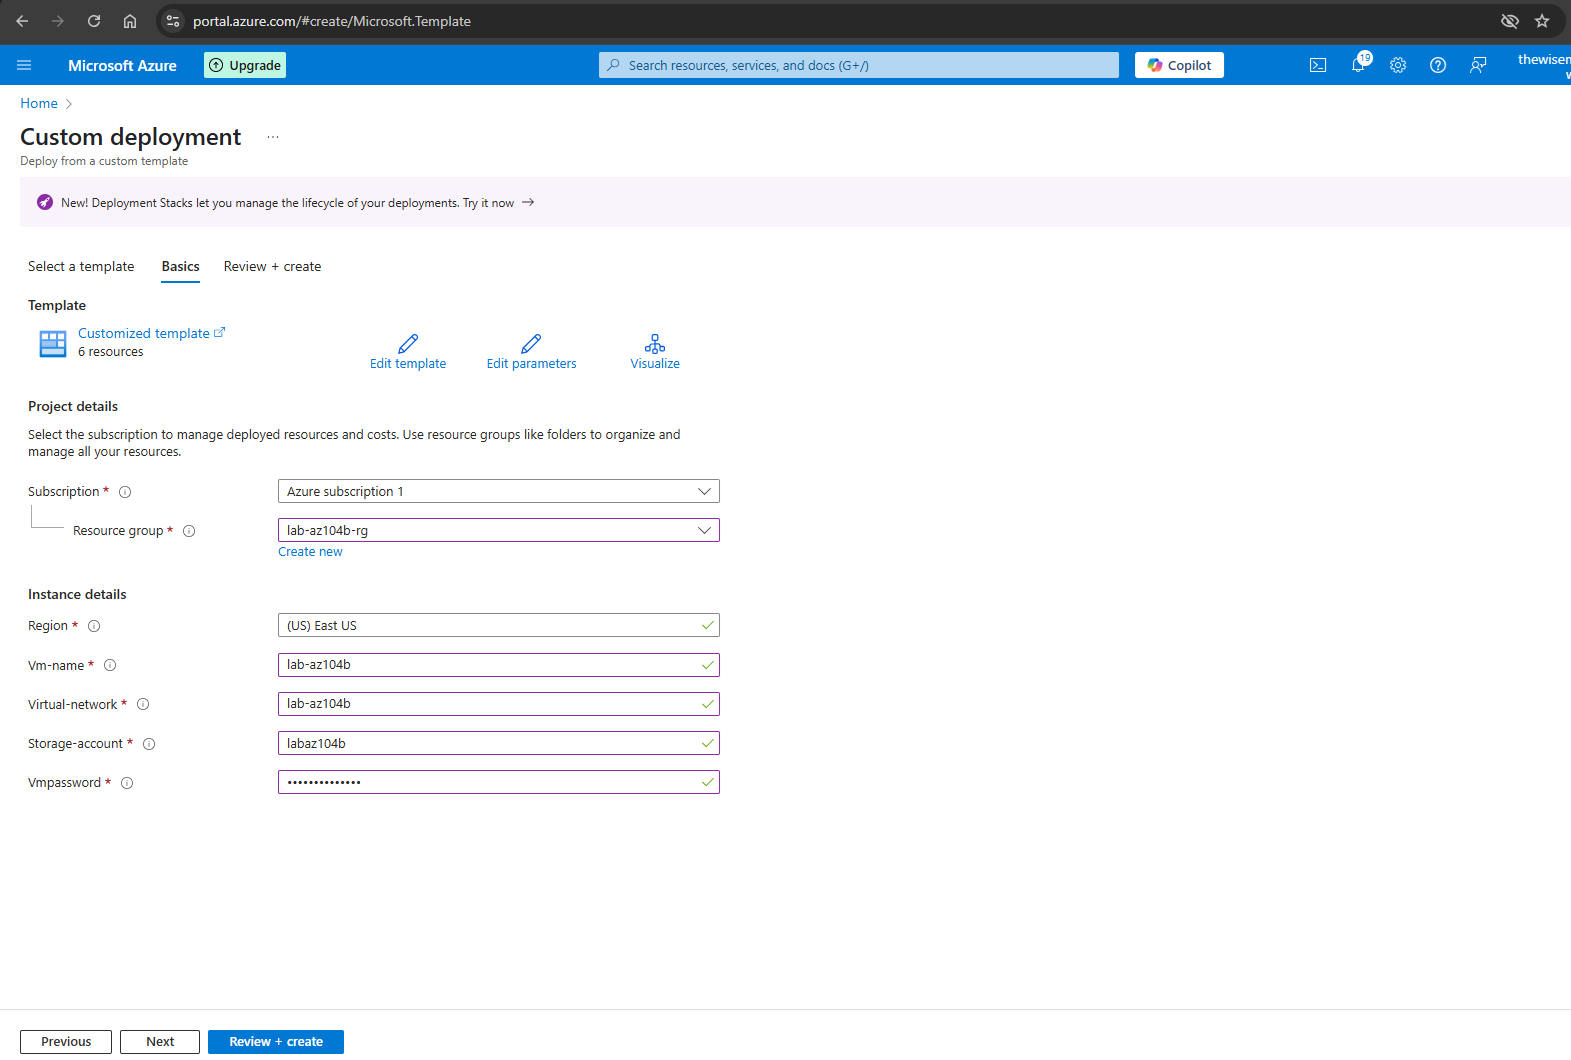 portal.azure.com/#create/Microsoft.Template
Microsoft Azure
Upgrade
Search resources, services, and docs (G+/)
Copilot
19
Home
Custom deployment
...
Deploy from a custom template
New! Deployment Stacks let you manage the lifecycle of your deployments. Try it now →
Select a template
Basics
Review + create
Template
Customized template
6 resources
Edit template
Edit parameters
Visualize
Project details
Select the subscription to manage deployed resources and costs. Use resource groups like folders to organize and
manage all your resources.
Subscription *
Azure subscription 1
Resource group *
lab-az104b-rg
Create new
Instance details
Region *
(US) East US
Vm-name *
lab-az104b
Virtual-network *
lab-az104b
Storage-account *
labaz104b
Vmpassword *
••••••••••••••
Previous
Next
Review + create